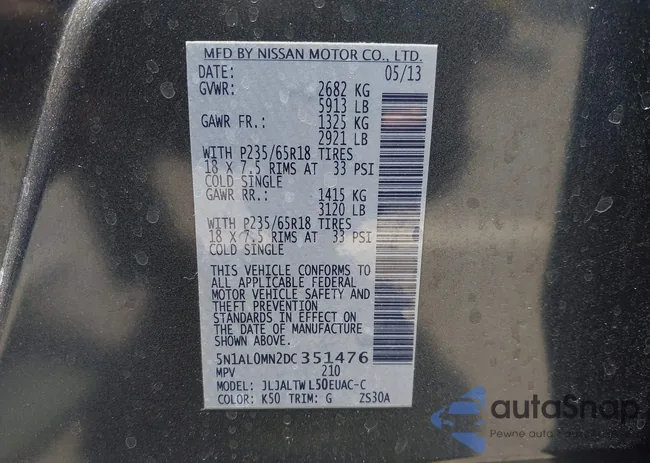 MFD BY NISSAN MOTOR CO., LTD.
DATE: 05/13
GVWR: 2682 KG
5913 LB
GAWR FR.: 1325 KG
2921 LB
WITH P235/65R18 TIRES
18 X 7.5 RIMS AT 33 PSI
COLD SINGLE
GAWR RR.: 1415 KG
3120 LB
WITH P235/65R18 TIRES
18 X 7.5 RIMS AT 33 PSI
COLD SINGLE
THIS VEHICLE CONFORMS TO
ALL APPLICABLE FEDERAL
MOTOR VEHICLE SAFETY AND
THEFT PREVENTION
STANDARDS IN EFFECT ON
THE DATE OF MANUFACTURE
SHOWN ABOVE.
5N1AL0MN2DC351476
MPV 210
MODEL: JLJALTWL50EUAC-C
COLOR: K50 TRIM: G ZS30A
autoSnap
Pewne auto z